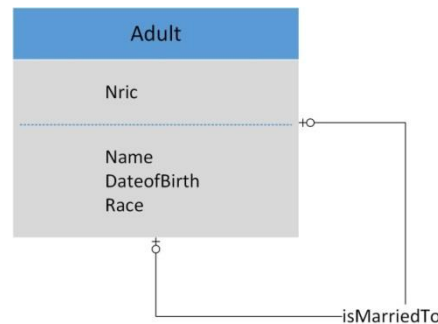 Adult
Nric
Name
DateofBirth
Race
isMarriedTo